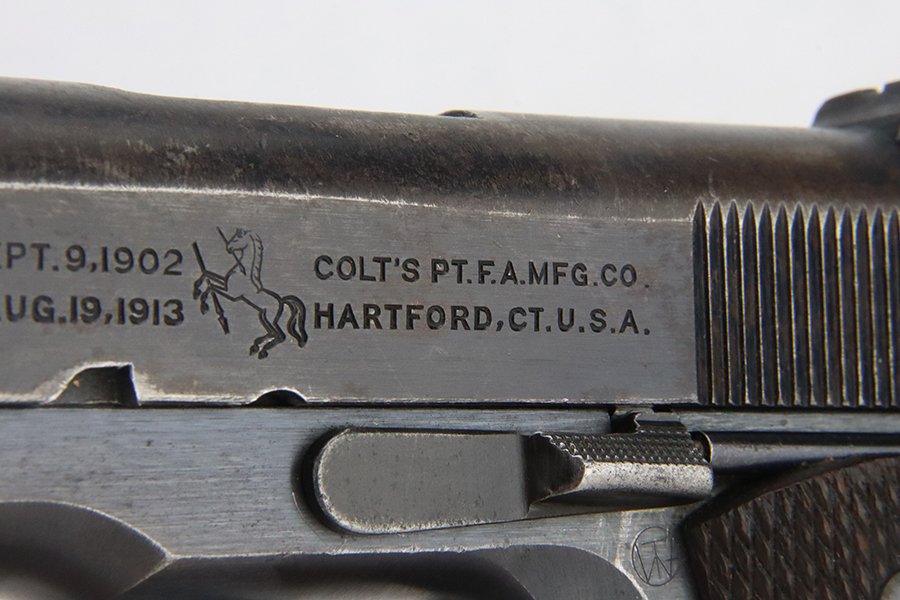 PT.9,1902
UG.19,1913
COLT'S PT.F.A.MFG.CO.
HARTFORD,CT.U.S.A.